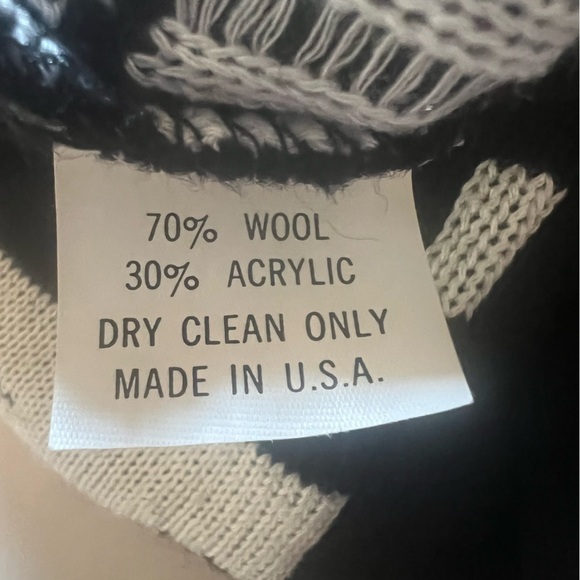 70% WOOL
30% ACRYLIC
DRY CLEAN ONLY
MADE IN U.S.A.